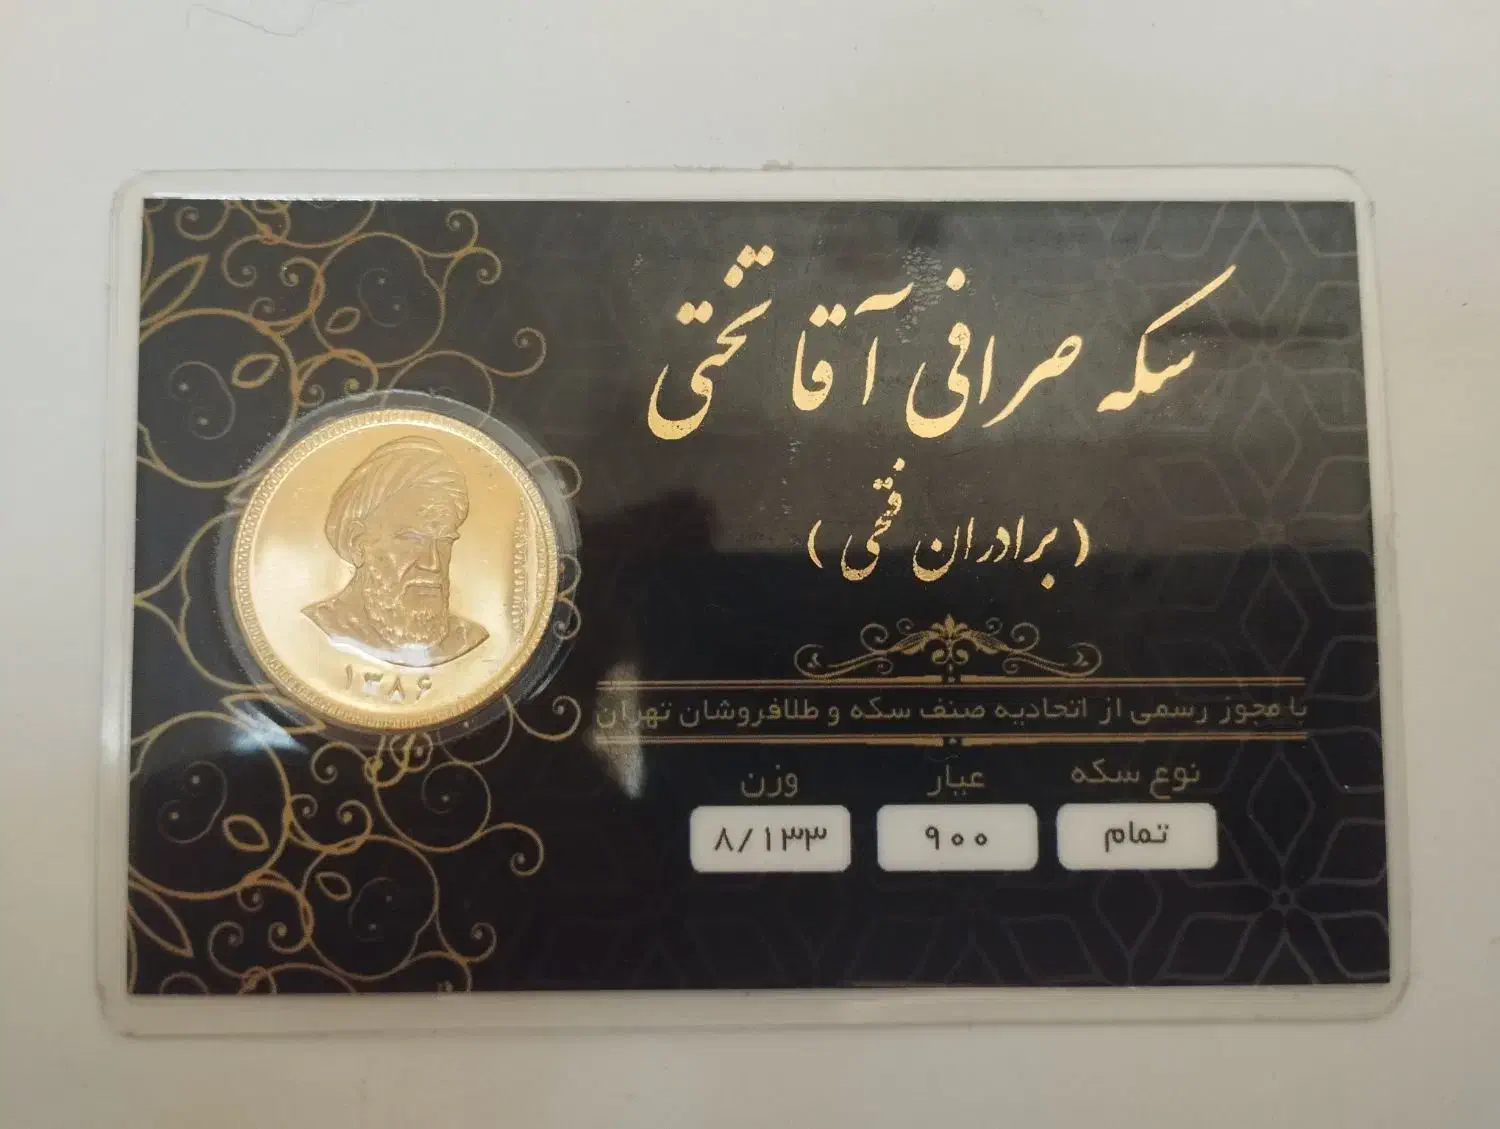 سکه صرافی آقا تختی
(برادران فتحی)
با مجوز رسمی از اتحادیه صنف سکه و طلافروشان تهران
نوع سکه عیار وزن
تمام ۹۰۰ ۸/۱۳۳
۱۳۸۶